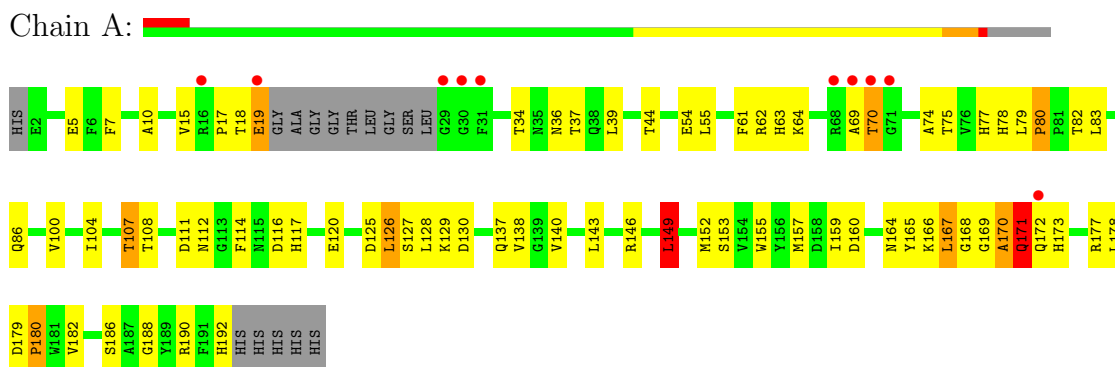 Chain A:
HIS E2 E5 F6 F7 A10 V15 R16 P17 T18 E19 GLY ALA GLY GLY THR LEU GLY SER LEU G29 G30 F31 T34 N35 N36 T37 Q38 L39 T44 E54 L55 F61 R62 H63 K64 R68 A69 T70 G71 A74 T75 V76 H77 H78 L79 P80 P81 T82 L83
Q86 V100 I104 T107 T108 D111 N112 G113 F114 N115 D116 H117 E120 D125 L126 S127 L128 K129 D130 Q137 V138 G139 V140 L143 R146 L149 M152 S153 V154 W155 Y156 M157 D158 I159 D160 N164 Y165 K166 L167 G168 G169 A170 Q171 Q172 H173 R177 L178
D179 P180 W181 V182 S186 A187 G188 Y189 R190 F191 H192 HIS HIS HIS HIS HIS